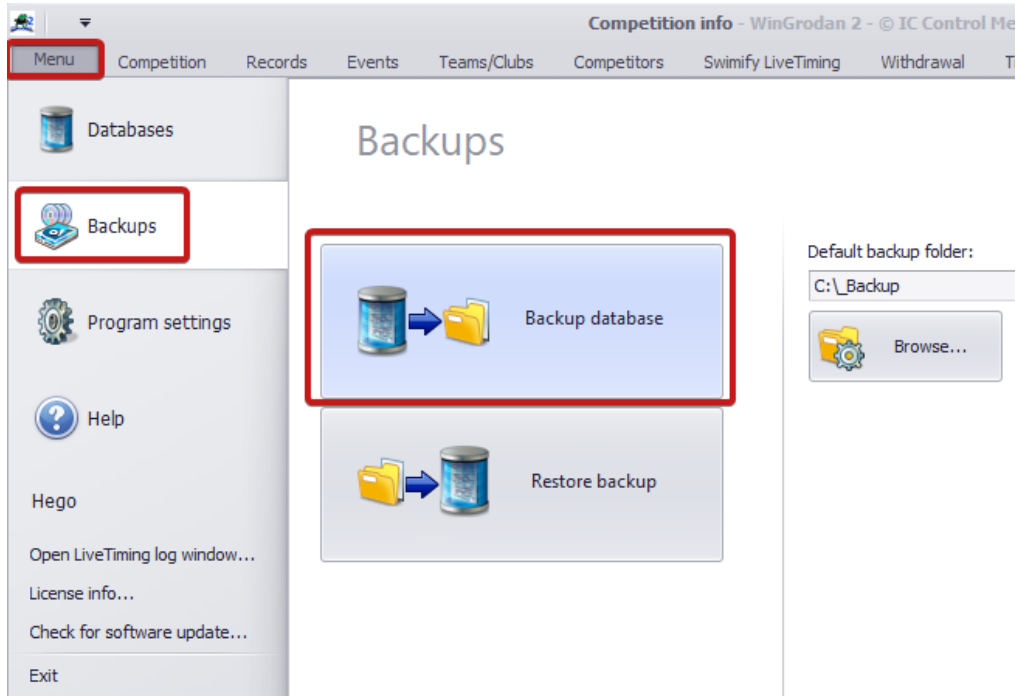 Competition info - WinGrodan 2 - © IC Control Me
Menu Competition Records Events Teams/Clubs Competitors Swimify LiveTiming Withdrawal
Databases
Backups
Backups
Default backup folder:
C:\_Backup
Backup database
Browse...
Program settings
Help
Restore backup
Hego
Open LiveTiming log window...
License info...
Check for software update...
Exit